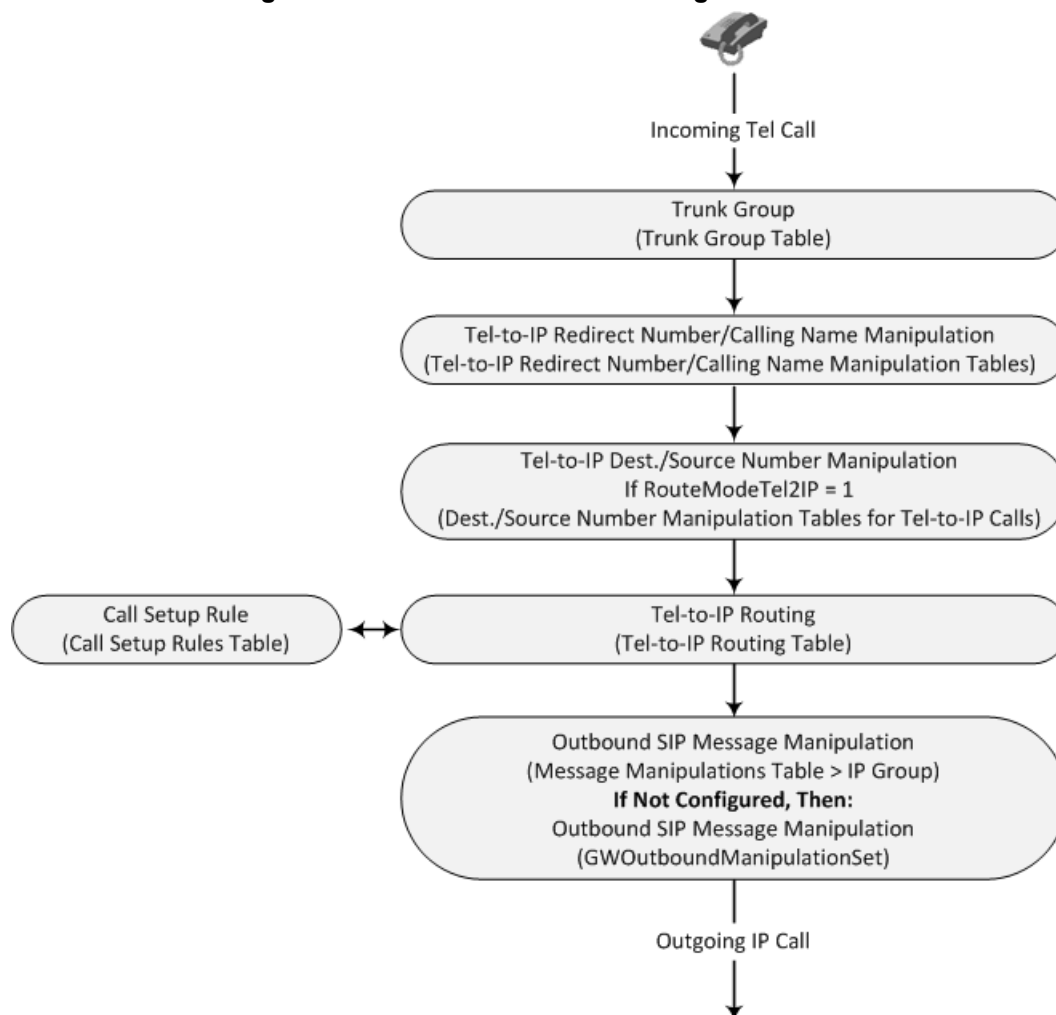 Incoming Tel Call
Trunk Group
(Trunk Group Table)
Tel-to-IP Redirect Number/Calling Name Manipulation
(Tel-to-IP Redirect Number/Calling Name Manipulation Tables)
Tel-to-IP Dest./Source Number Manipulation
If RouteModeTel2IP = 1
(Dest./Source Number Manipulation Tables for Tel-to-IP Calls)
Call Setup Rule
(Call Setup Rules Table)
Tel-to-IP Routing
(Tel-to-IP Routing Table)
Outbound SIP Message Manipulation
(Message Manipulations Table > IP Group)
If Not Configured, Then:
Outbound SIP Message Manipulation
(GWOutboundManipulationSet)
Outgoing IP Call